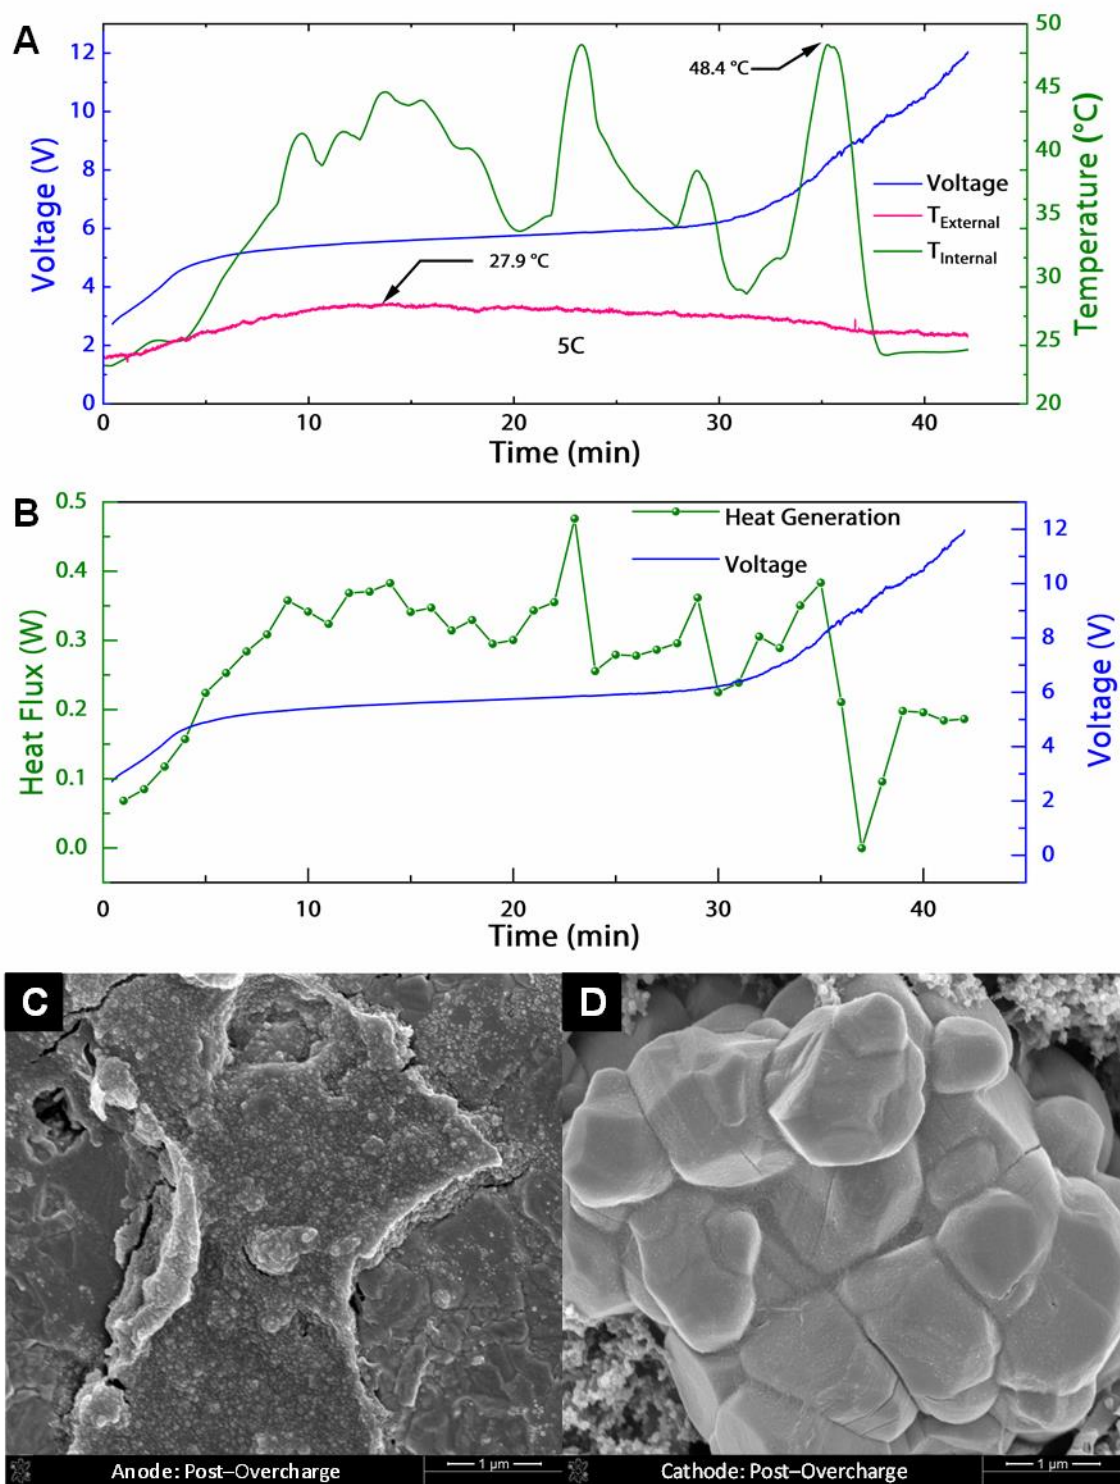 A
48.4 °C
Voltage
T External
T Internal
27.9 °C
5C
Voltage (V)
Temperature (°C)
12
10
8
6
4
2
0
50
45
40
35
30
25
20
0 10 20 30 40
Time (min)
B
Heat Generation
Voltage
Heat Flux (W)
Voltage (V)
0.5
0.4
0.3
0.2
0.1
0.0
12
10
8
6
4
2
0
0 10 20 30 40
Time (min)
C
D
Anode: Post–Overcharge
1 µm
Cathode: Post–Overcharge
1 µm